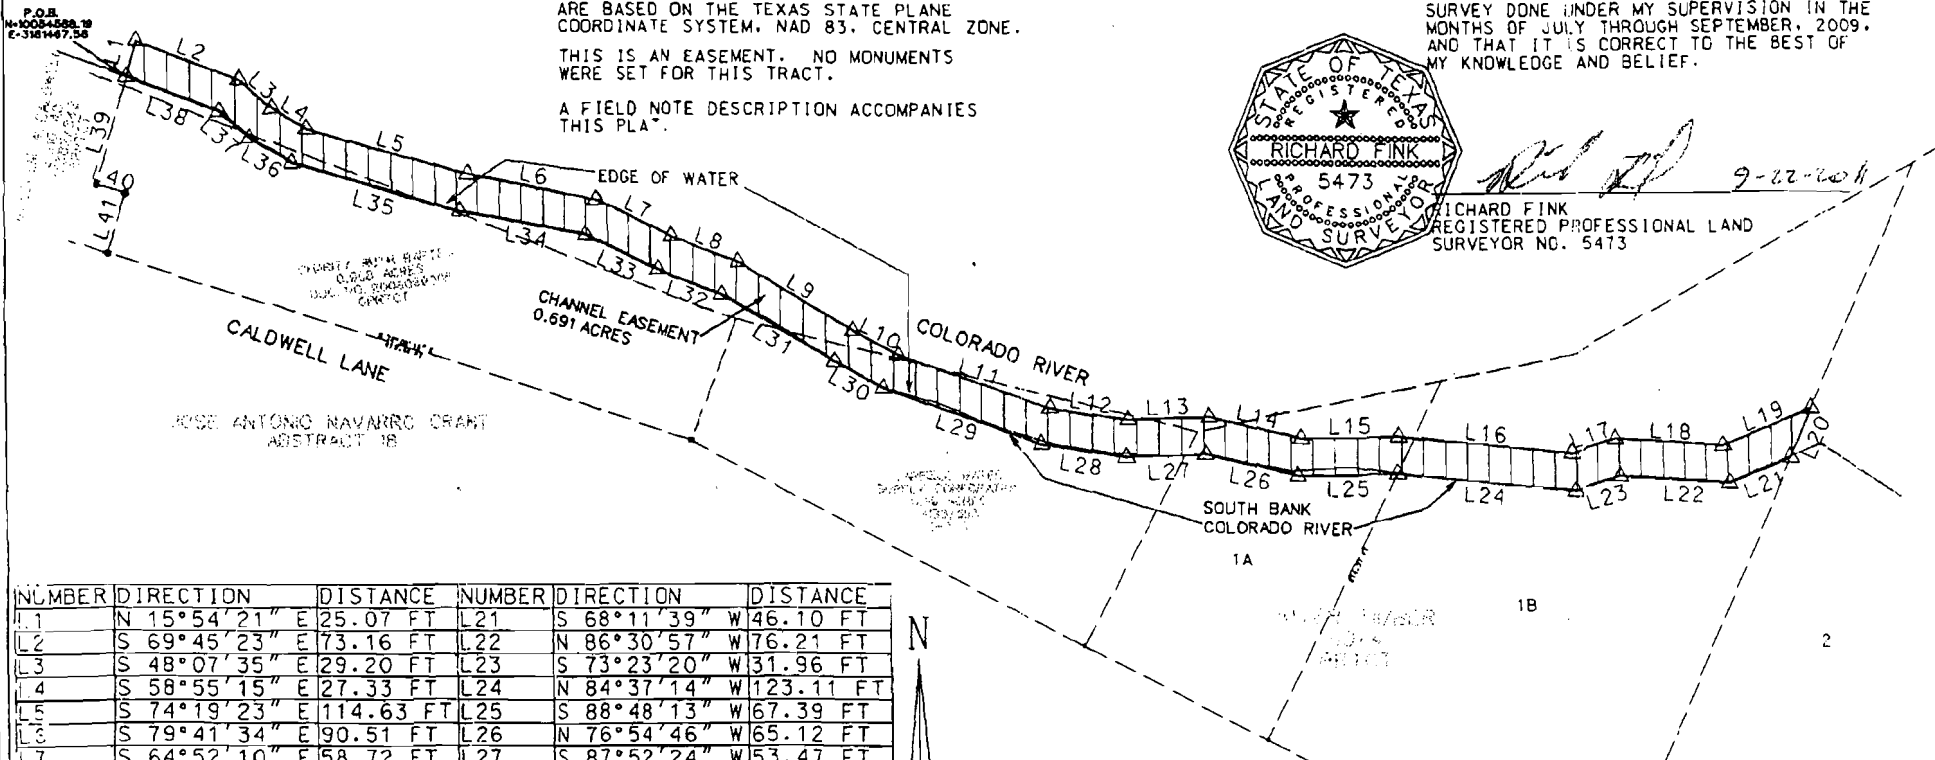 P.O.B.
N=10054568.19
E=3181467.58
ARE BASED ON THE TEXAS STATE PLANE
COORDINATE SYSTEM, NAD 83, CENTRAL ZONE.
THIS IS AN EASEMENT. NO MONUMENTS
WERE SET FOR THIS TRACT.
A FIELD NOTE DESCRIPTION ACCOMPANIES
THIS PLAT.
SURVEY DONE UNDER MY SUPERVISION IN THE
MONTHS OF JULY THROUGH SEPTEMBER, 2009,
AND THAT IT IS CORRECT TO THE BEST OF
MY KNOWLEDGE AND BELIEF.
STATE OF TEXAS
REGISTERED
RICHARD FINK
5473
PROFESSIONAL
LAND SURVEYOR
9-22-2011
RICHARD FINK
REGISTERED PROFESSIONAL LAND
SURVEYOR NO. 5473
L1
L2
L3
L4
L5
L6
L7
L8
L9
L10
L11
L12
L13
L14
L15
L16
L17
L18
L19
L20
L21
L22
L23
L24
L25
L26
L27
L28
L29
L30
L31
L32
L33
L34
L35
L36
L37
L38
L39
L40
L41
EDGE OF WATER
CHANNEL EASEMENT
0.691 ACRES
COLORADO RIVER
CALDWELL LANE
JOSE ANTONIO NAVARRO GRANT
ABSTRACT 18
SOUTH BANK
COLORADO RIVER
1A
1B
2
N
NUMBER DIRECTION DISTANCE NUMBER DIRECTION DISTANCE
L1 N 15°54'21" E 25.07 FT L21 S 68°11'39" W 46.10 FT
L2 S 69°45'23" E 73.16 FT L22 N 86°30'57" W 76.21 FT
L3 S 48°07'35" E 29.20 FT L23 S 73°23'20" W 31.96 FT
L4 S 58°55'15" E 27.33 FT L24 N 84°37'14" W 123.11 FT
L5 S 74°19'23" E 114.63 FT L25 S 88°48'13" W 67.39 FT
L6 S 79°41'34" E 90.51 FT L26 N 76°54'46" W 65.12 FT
L7 S 64°52'10" E 58.72 FT L27 S 87°52'24" W 53.47 FT